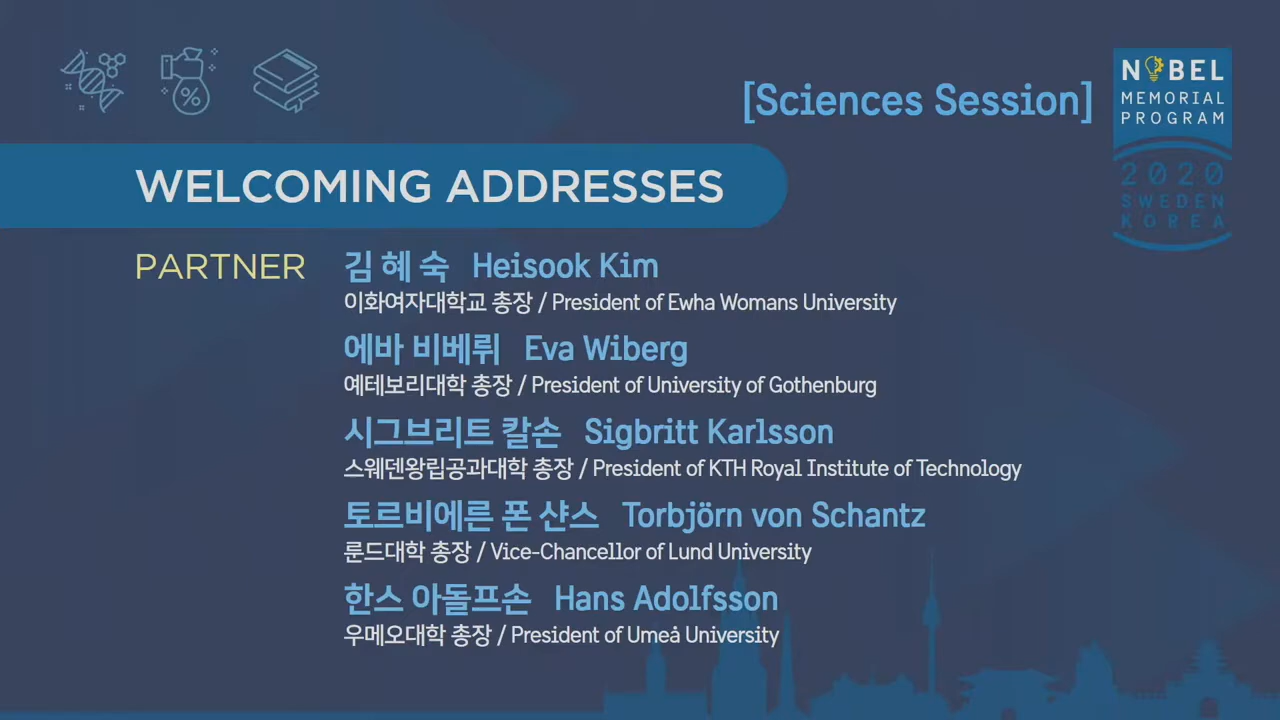 [Sciences Session]
N BEL
MEMORIAL
PROGRAM
2020
SWEDEN
KOREA
WELCOMING ADDRESSES
PARTNER
김 혜 숙 Heisook Kim
이화여자대학교 총장 / President of Ewha Womans University
에바 비베뤼 Eva Wiberg
예테보리대학 총장 / President of University of Gothenburg
시그브리트 칼손 Sigbritt Karlsson
스웨덴왕립공과대학 총장 / President of KTH Royal Institute of Technology
토르비에른 폰 샨스 Torbjörn von Schantz
룬드대학 총장 / Vice-Chancellor of Lund University
한스 아돌프손 Hans Adolfsson
우메오대학 총장 / President of Umeå University